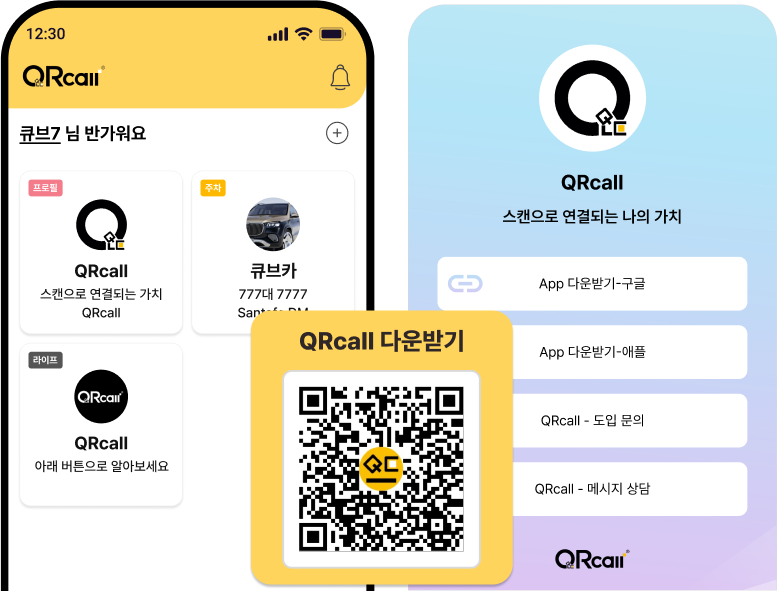 12:30
QRcall
큐브7 님 반가워요
프로필
QRcall
스캔으로 연결되는 가치
QRcall
주차
큐브카
777대 7777
라이프
QRcall
QRcall
아래 버튼으로 알아보세요
QRcall 다운받기
QRcall
스캔으로 연결되는 나의 가치
App 다운받기-구글
App 다운받기-애플
QRcall - 도입 문의
QRcall - 메시지 상담
QRcall